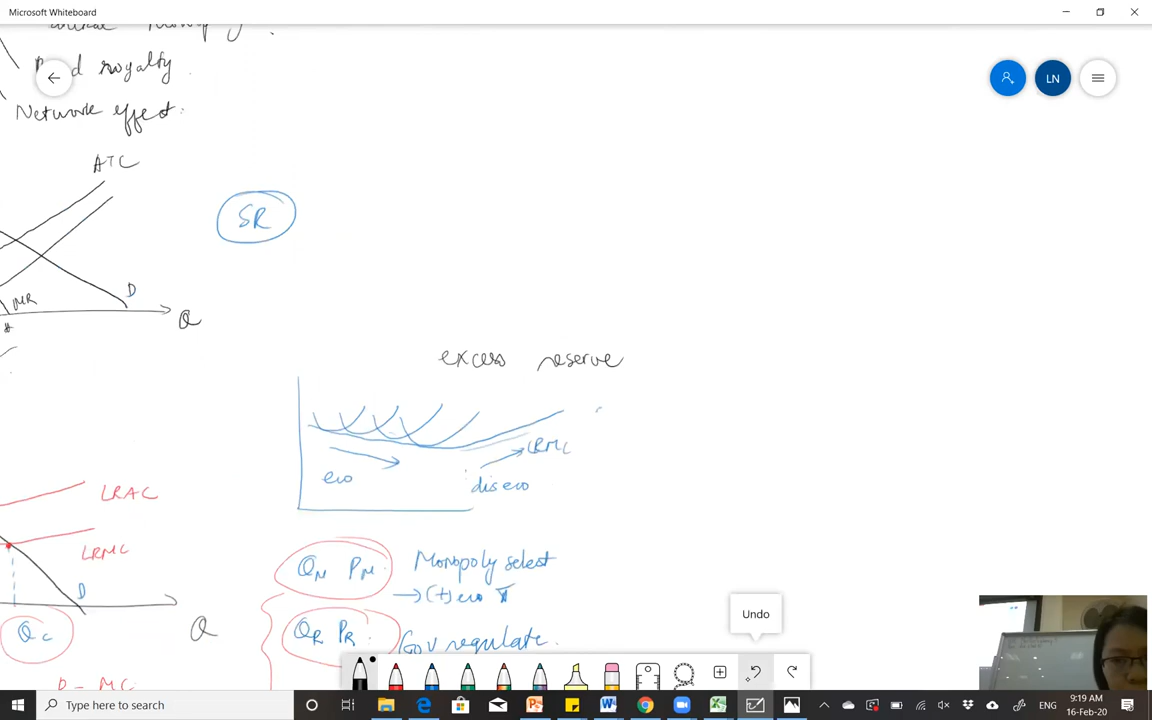 Microsoft Whiteboard
royalty
Network effect
ATC
LN
SR
MR
D
Q
excess reserve
LRMC
eco
diseco
LRAC
LRMC
D
Q
Qc
QM PM: Monopoly select
→ (+) eco π
QR PR: Gov regulate.
P = MC
Undo
Type here to search
ENG
9:19 AM
16-Feb-20